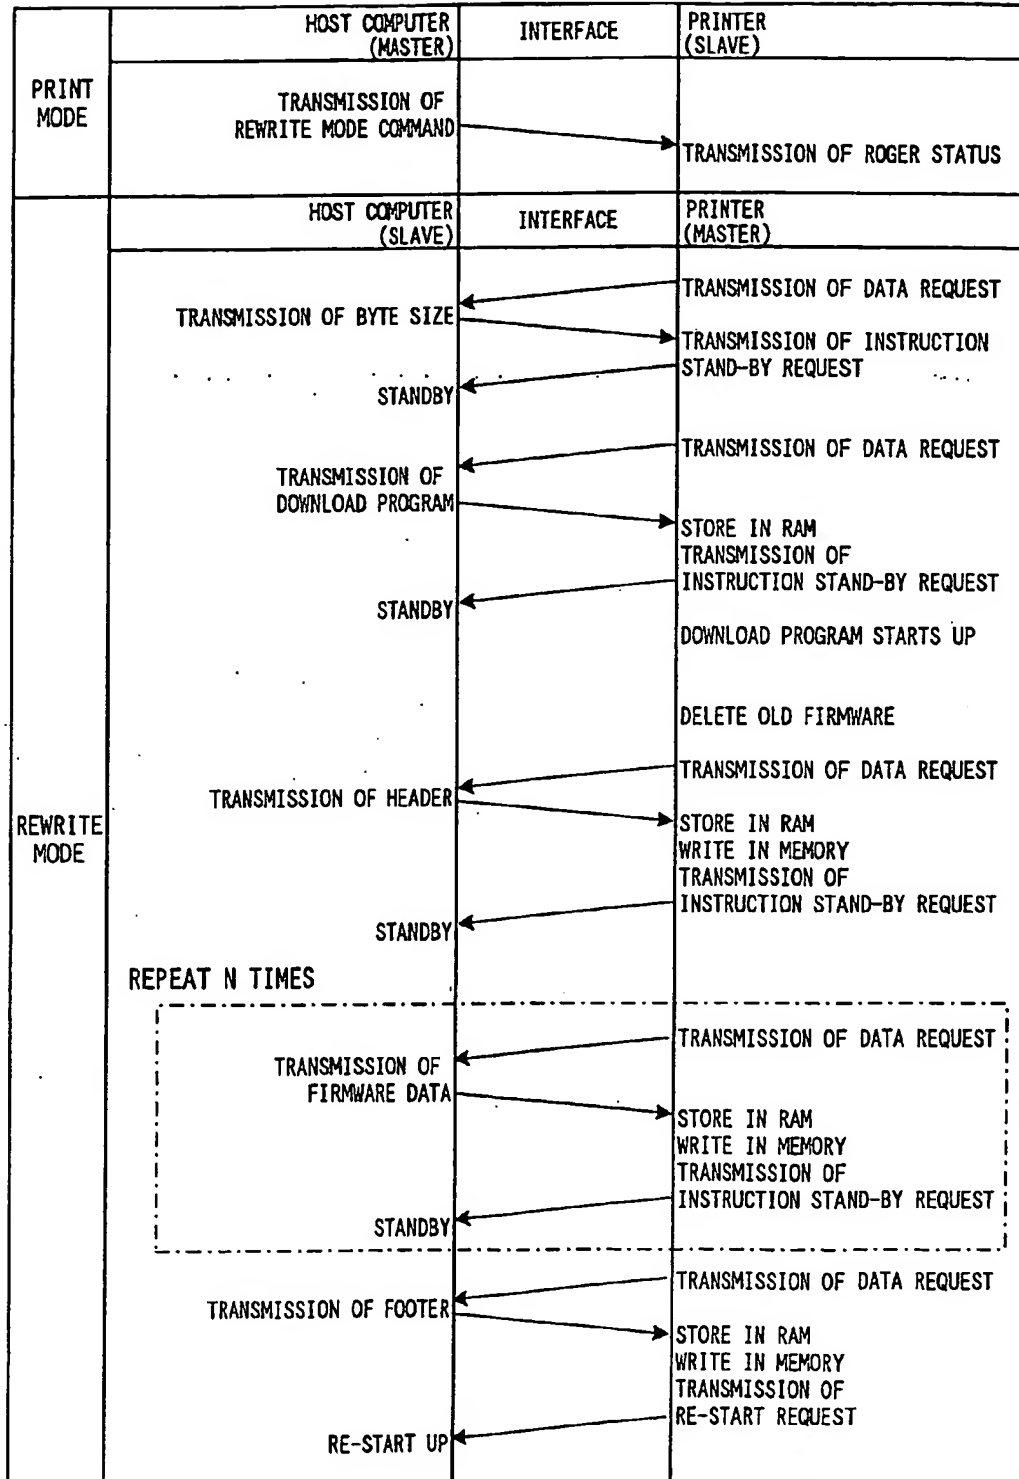 HOST COMPUTER
(MASTER)
INTERFACE
PRINTER
(SLAVE)
PRINT
MODE
TRANSMISSION OF
REWRITE MODE COMMAND
TRANSMISSION OF ROGER STATUS
HOST COMPUTER
(SLAVE)
INTERFACE
PRINTER
(MASTER)
TRANSMISSION OF DATA REQUEST
TRANSMISSION OF BYTE SIZE
TRANSMISSION OF INSTRUCTION
STAND-BY REQUEST
STANDBY
TRANSMISSION OF DATA REQUEST
TRANSMISSION OF
DOWNLOAD PROGRAM
STORE IN RAM
TRANSMISSION OF
INSTRUCTION STAND-BY REQUEST
STANDBY
DOWNLOAD PROGRAM STARTS UP
DELETE OLD FIRMWARE
TRANSMISSION OF DATA REQUEST
TRANSMISSION OF HEADER
REWRITE
MODE
STORE IN RAM
WRITE IN MEMORY
TRANSMISSION OF
INSTRUCTION STAND-BY REQUEST
STANDBY
REPEAT N TIMES
TRANSMISSION OF DATA REQUEST
TRANSMISSION OF
FIRMWARE DATA
STORE IN RAM
WRITE IN MEMORY
TRANSMISSION OF
INSTRUCTION STAND-BY REQUEST
STANDBY
TRANSMISSION OF DATA REQUEST
TRANSMISSION OF FOOTER
STORE IN RAM
WRITE IN MEMORY
TRANSMISSION OF
RE-START REQUEST
RE-START UP